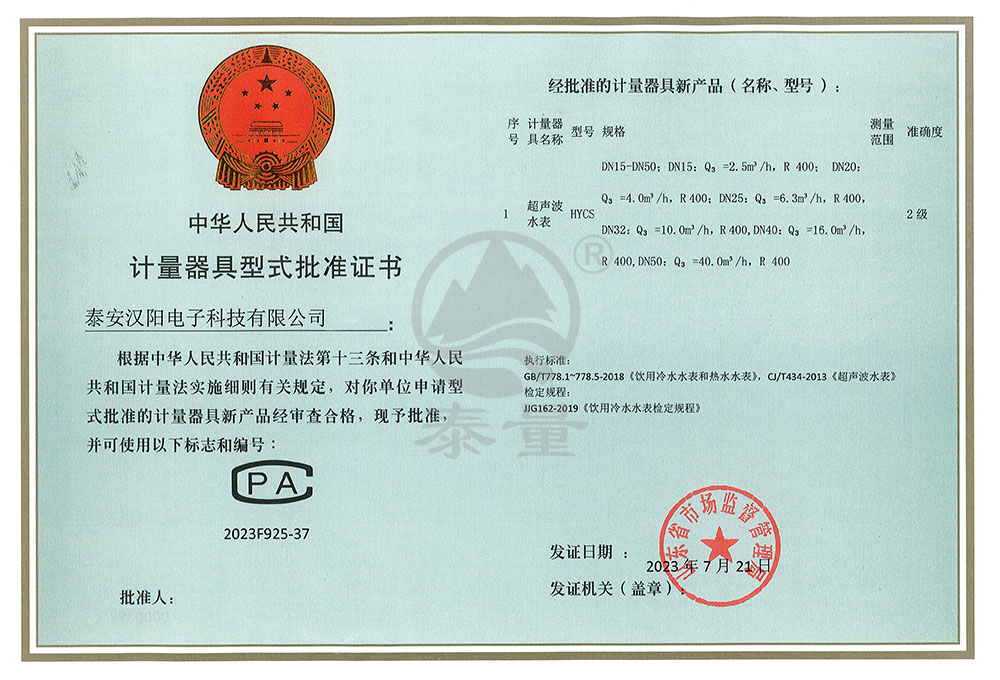 中华人民共和国
计量器具型式批准证书
泰安汉阳电子科技有限公司：
根据中华人民共和国计量法第十三条和中华人民
共和国计量法实施细则有关规定，对你单位申请型
式批准的计量器具新产品经审查合格，现予批准，
并可使用以下标志和编号：
CPA
2023F925-37
批准人：
经批准的计量器具新产品（名称、型号）：
序号 计量器具名称 型号 规格 测量范围 准确度
1 超声波水表 HYCS 2级
DN15-DN50；DN15：Q₃ =2.5m³/h，R 400； DN20：
Q₃ =4.0m³/h，R 400；DN25：Q₃ =6.3m³/h，R 400，
DN32：Q₃ =10.0m³/h，R 400,DN40：Q₃ =16.0m³/h，
R 400,DN50：Q₃ =40.0m³/h，R 400
®
泰量
执行标准：
GB/T778.1~778.5-2018《饮用冷水水表和热水水表》，CJ/T434-2013《超声波水表》
检定规程：
JJG162-2019《饮用冷水水表检定规程》
山东省市场监督管理局
发证日期 ：
2023 年 7 月 21 日
发证机关（盖章）：